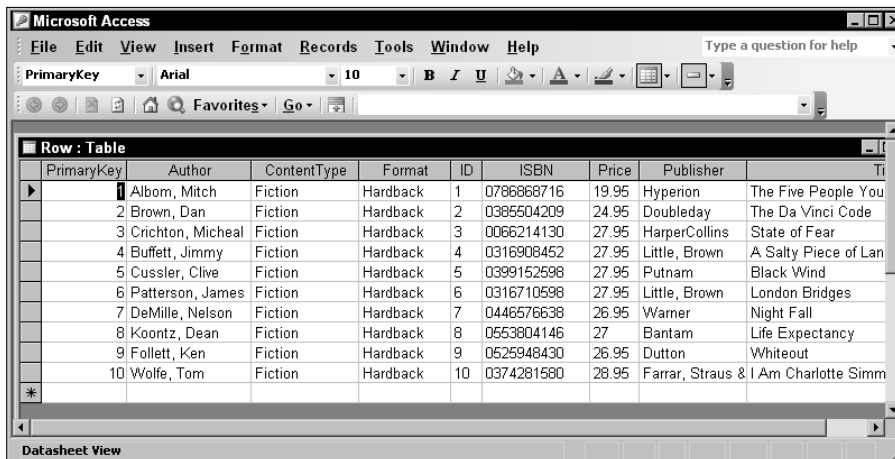 Microsoft Access
File Edit View Insert Format Records Tools Window Help Type a question for help
PrimaryKey Arial 10 B I U A
Favorites Go
Row : Table
PrimaryKey Author ContentType Format ID ISBN Price Publisher Ti
1 Albom, Mitch Fiction Hardback 1 0786868716 19.95 Hyperion The Five People You
2 Brown, Dan Fiction Hardback 2 0385504209 24.95 Doubleday The Da Vinci Code
3 Crichton, Micheal Fiction Hardback 3 0066214130 27.95 HarperCollins State of Fear
4 Buffett, Jimmy Fiction Hardback 4 0316908452 27.95 Little, Brown A Salty Piece of Lan
5 Cussler, Clive Fiction Hardback 5 0399152598 27.95 Putnam Black Wind
6 Patterson, James Fiction Hardback 6 0316710598 27.95 Little, Brown London Bridges
7 DeMille, Nelson Fiction Hardback 7 0446576638 26.95 Warner Night Fall
8 Koontz, Dean Fiction Hardback 8 0553804146 27 Bantam Life Expectancy
9 Follett, Ken Fiction Hardback 9 0525948430 26.95 Dutton Whiteout
10 Wolfe, Tom Fiction Hardback 10 0374281580 28.95 Farrar, Straus & I Am Charlotte Simm
Datasheet View